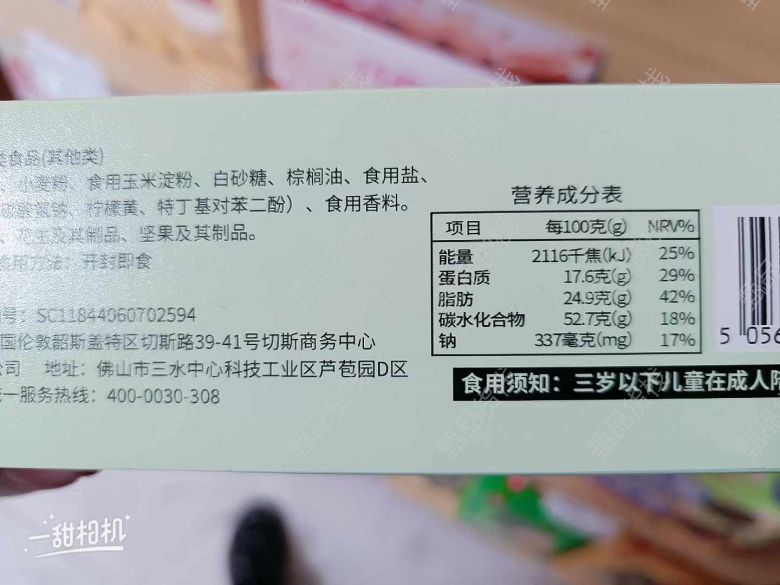 类食品(其他类)
小麦粉、食用玉米淀粉、白砂糖、棕榈油、食用盐、
柠檬黄、特丁基对苯二酚)、食用香料。
花生及其制品、坚果及其制品。
食用方法: 开封即食
号: SC11844060702594
国伦敦韶斯盖特区切斯路39-41号切斯商务中心
公司 地址: 佛山市三水中心科技工业区芦苞园D区
统一服务热线: 400-0030-308
营养成分表
项目 每100克(g) NRV%
能量 2116千焦(kJ) 25%
蛋白质 17.6克(g) 29%
脂肪 24.9克(g) 42%
碳水化合物 52.7克(g) 18%
钠 337毫克(mg) 17%
食用须知: 三岁以下儿童在成人陪
5 056
一甜相机